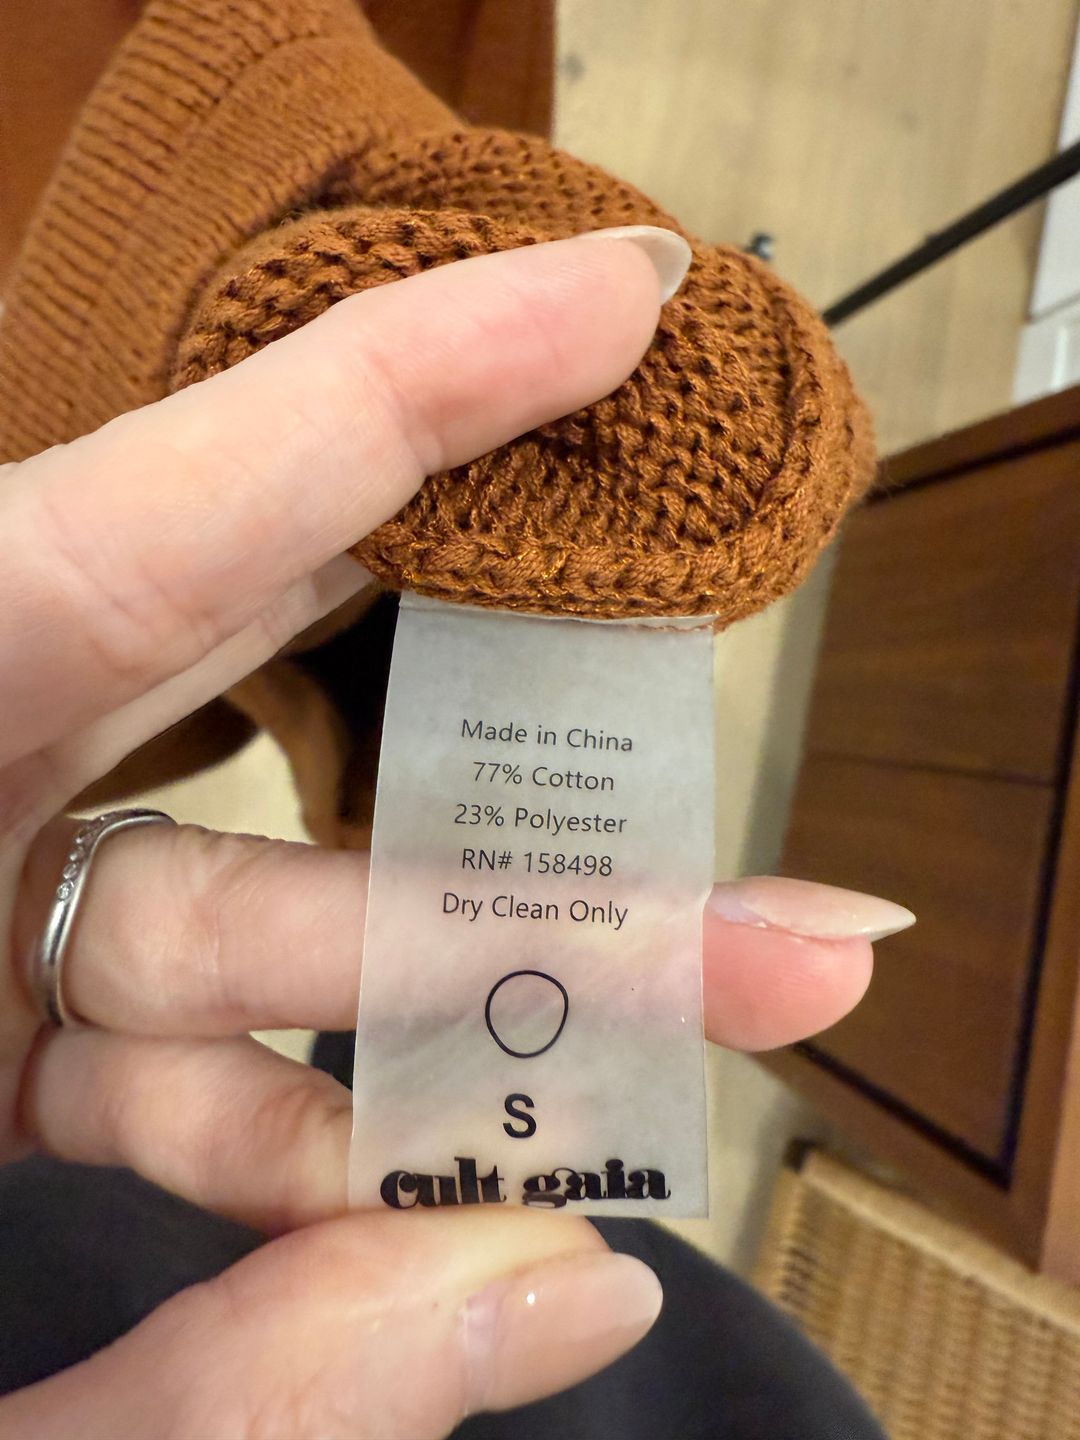 Made in China
77% Cotton
23% Polyester
RN# 158498
Dry Clean Only
S
cult gaia